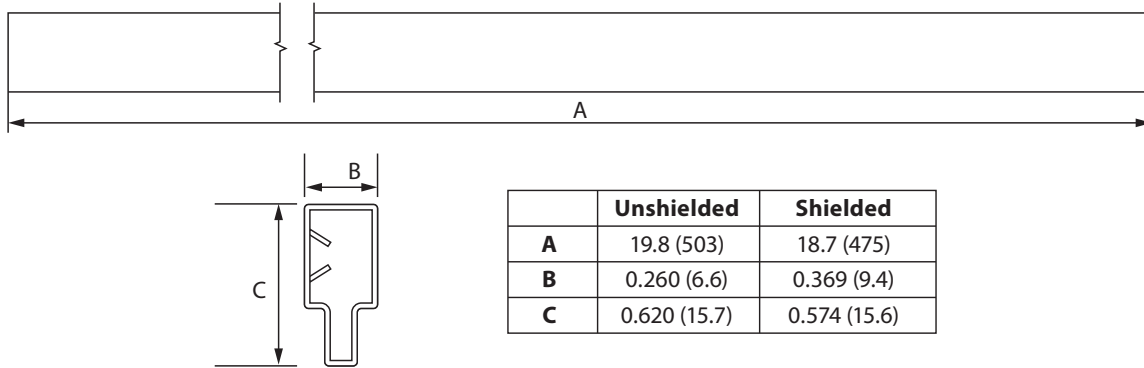 A
B
C
Unshielded Shielded
A 19.8 (503) 18.7 (475)
B 0.260 (6.6) 0.369 (9.4)
C 0.620 (15.7) 0.574 (15.6)